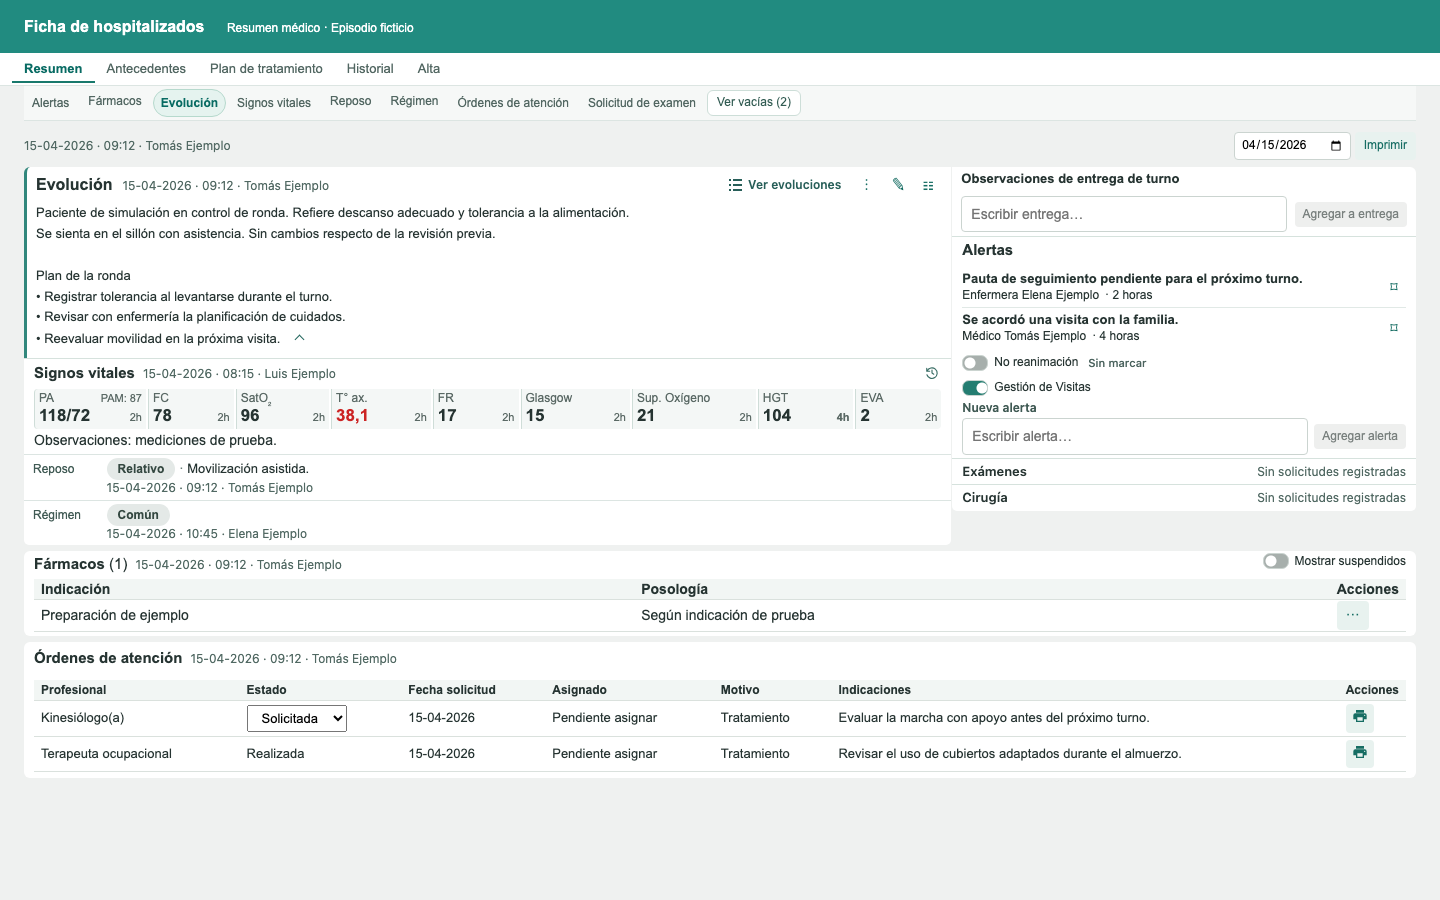 Ficha de hospitalizados Resumen médico · Episodio ficticio
Resumen Antecedentes Plan de tratamiento Historial Alta
Alertas Fármacos Evolución Signos vitales Reposo Régimen Órdenes de atención Solicitud de examen Ver vacías (2)
15-04-2026 · 09:12 · Tomás Ejemplo
04/15/2026 Imprimir
Evolución 15-04-2026 · 09:12 · Tomás Ejemplo Ver evoluciones
Paciente de simulación en control de ronda. Refiere descanso adecuado y tolerancia a la alimentación.
Se sienta en el sillón con asistencia. Sin cambios respecto de la revisión previa.
Plan de la ronda
• Registrar tolerancia al levantarse durante el turno.
• Revisar con enfermería la planificación de cuidados.
• Reevaluar movilidad en la próxima visita.
Signos vitales 15-04-2026 · 08:15 · Luis Ejemplo
PA PAM: 87 FC SatO₂ T° ax. FR Glasgow Sup. Oxígeno HGT EVA
118/72 2h 78 2h 96 2h 38,1 2h 17 2h 15 2h 21 2h 104 4h 2 2h
Observaciones: mediciones de prueba.
Reposo Relativo · Movilización asistida.
15-04-2026 · 09:12 · Tomás Ejemplo
Régimen Común
15-04-2026 · 10:45 · Elena Ejemplo
Observaciones de entrega de turno
Escribir entrega… Agregar a entrega
Alertas
Pauta de seguimiento pendiente para el próximo turno.
Enfermera Elena Ejemplo · 2 horas
Se acordó una visita con la familia.
Médico Tomás Ejemplo · 4 horas
No reanimación Sin marcar
Gestión de Visitas
Nueva alerta
Escribir alerta… Agregar alerta
Exámenes Sin solicitudes registradas
Cirugía Sin solicitudes registradas
Fármacos (1) 15-04-2026 · 09:12 · Tomás Ejemplo Mostrar suspendidos
Indicación Posología Acciones
Preparación de ejemplo Según indicación de prueba ...
Órdenes de atención 15-04-2026 · 09:12 · Tomás Ejemplo
Profesional Estado Fecha solicitud Asignado Motivo Indicaciones Acciones
Kinesiólogo(a) Solicitada 15-04-2026 Pendiente asignar Tratamiento Evaluar la marcha con apoyo antes del próximo turno.
Terapeuta ocupacional Realizada 15-04-2026 Pendiente asignar Tratamiento Revisar el uso de cubiertos adaptados durante el almuerzo.